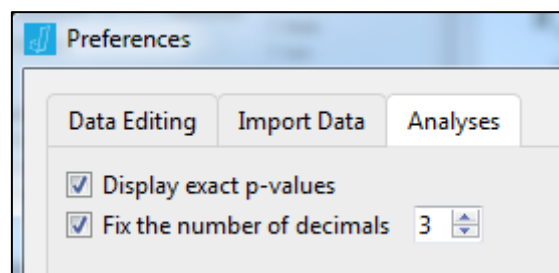 Preferences
Data Editing Import Data Analyses
Display exact p-values
Fix the number of decimals 3